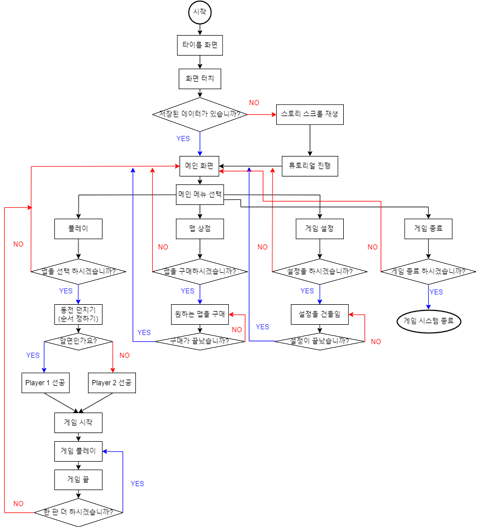 시작
타이틀 화면
화면 터치
저장된 데이터가 있습니까?
NO
스토리 스크롤 재생
YES
메인 화면
튜토리얼 진행
메인 메뉴 선택
플레이
맵 상점
게임 설정
게임 종료
NO
NO
NO
NO
맵을 선택 하시겠습니까?
맵을 구매하시겠습니까?
설정을 하시겠습니까?
게임 종료 하시겠습니까?
YES
YES
YES
YES
동전 던지기
(순서 정하기)
원하는 맵을 구매
설정을 건들임
게임 시스템 종료
앞면인가요?
YES
구매가 끝났습니까?
NO
YES
설정이 끝났습니까?
NO
YES
NO
Player 1 선공
Player 2 선공
게임 시작
게임 플레이
게임 끝
YES
NO
한 판 더 하시겠습니까?